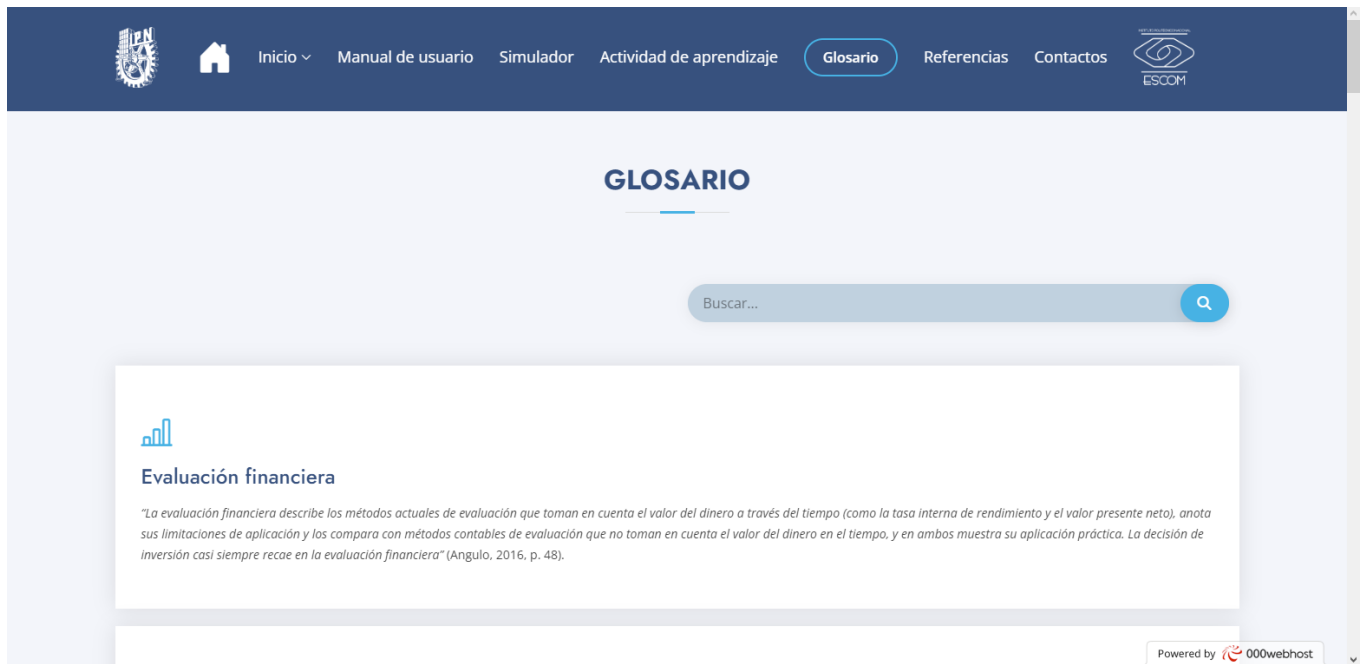 IPN
Inicio
Manual de usuario
Simulador
Actividad de aprendizaje
Glosario
Referencias
Contactos
ESCOM
GLOSARIO
Buscar...
Evaluación financiera
"La evaluación financiera describe los métodos actuales de evaluación que toman en cuenta el valor del dinero a través del tiempo (como la tasa interna de rendimiento y el valor presente neto), anota
sus limitaciones de aplicación y los compara con métodos contables de evaluación que no toman en cuenta el valor del dinero en el tiempo, y en ambos muestra su aplicación práctica. La decisión de
inversión casi siempre recae en la evaluación financiera" (Angulo, 2016, p. 48).
Powered by 000webhost